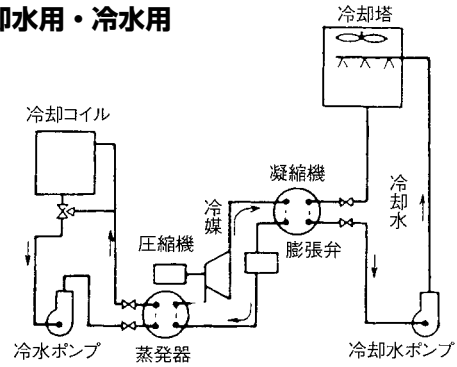 却水用・冷水用
冷却塔
冷却コイル
凝縮機
冷媒
冷却水
圧縮機
膨張弁
冷水ポンプ
蒸発器
冷却水ポンプ